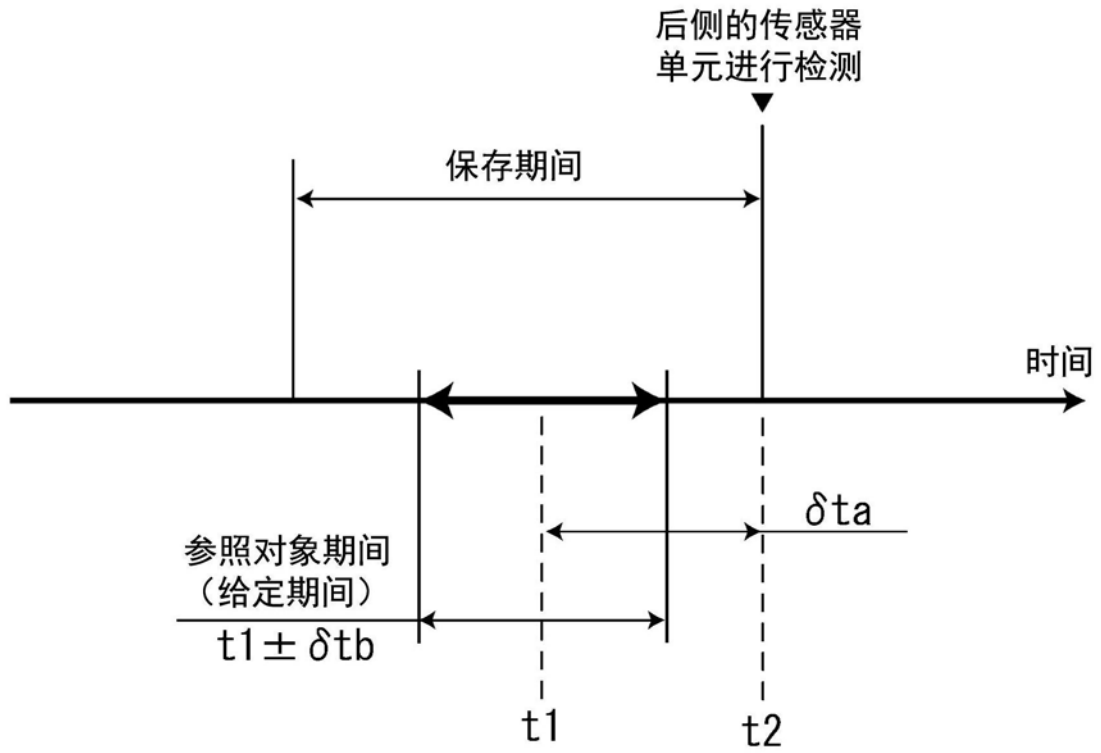 后侧的传感器
单元进行检测
保存期间
时间
δta
参照对象期间
（给定期间）
t1±δtb
t1
t2